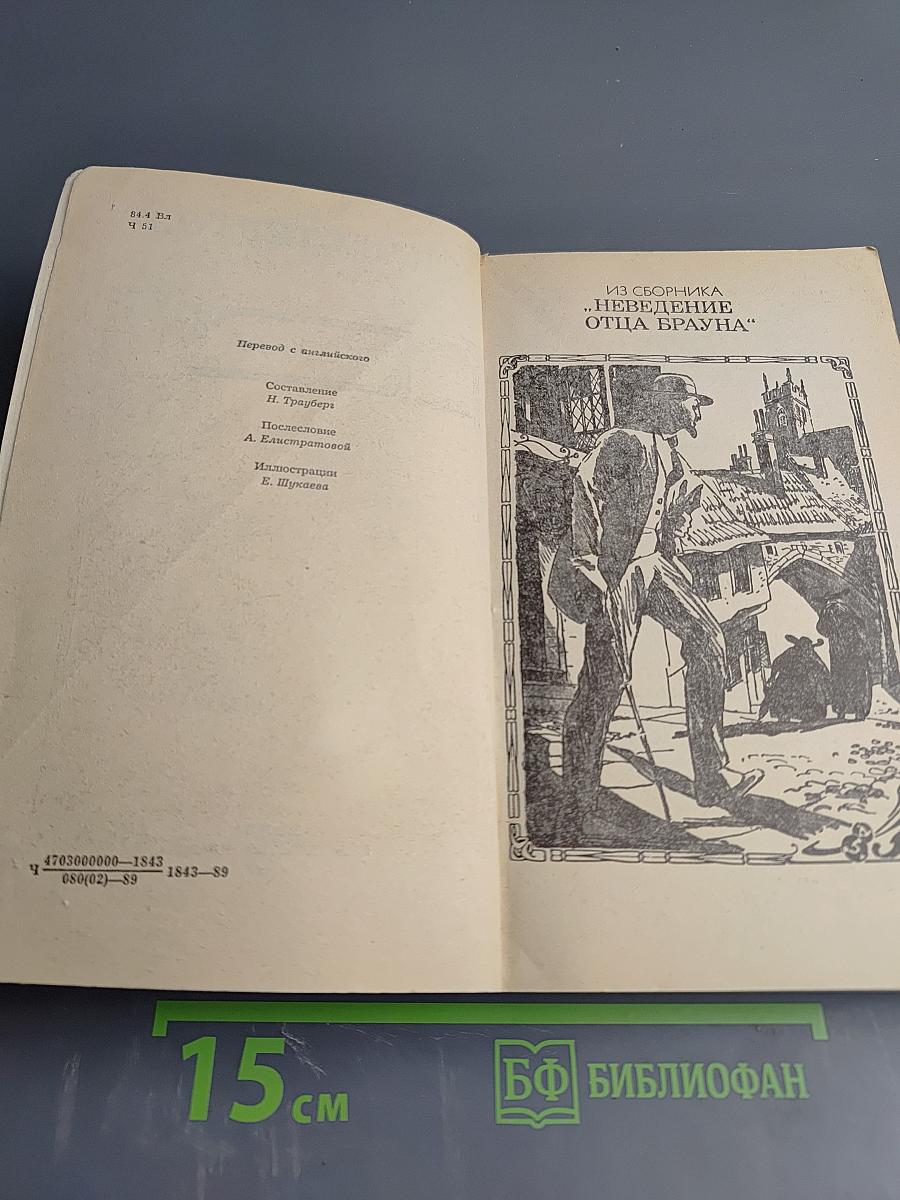 84.4 Вл
Ч 51
Перевод с английского
Составление
Н. Трауберг
Послесловие
А. Елистратовой
Иллюстрации
Е. Шукаева
Ч 4703000000—1843
080(02)—89 1843—89
ИЗ СБОРНИКА
„НЕВЕДЕНИЕ
ОТЦА БРАУНА“
15 см
БФ БИБЛИОФАН